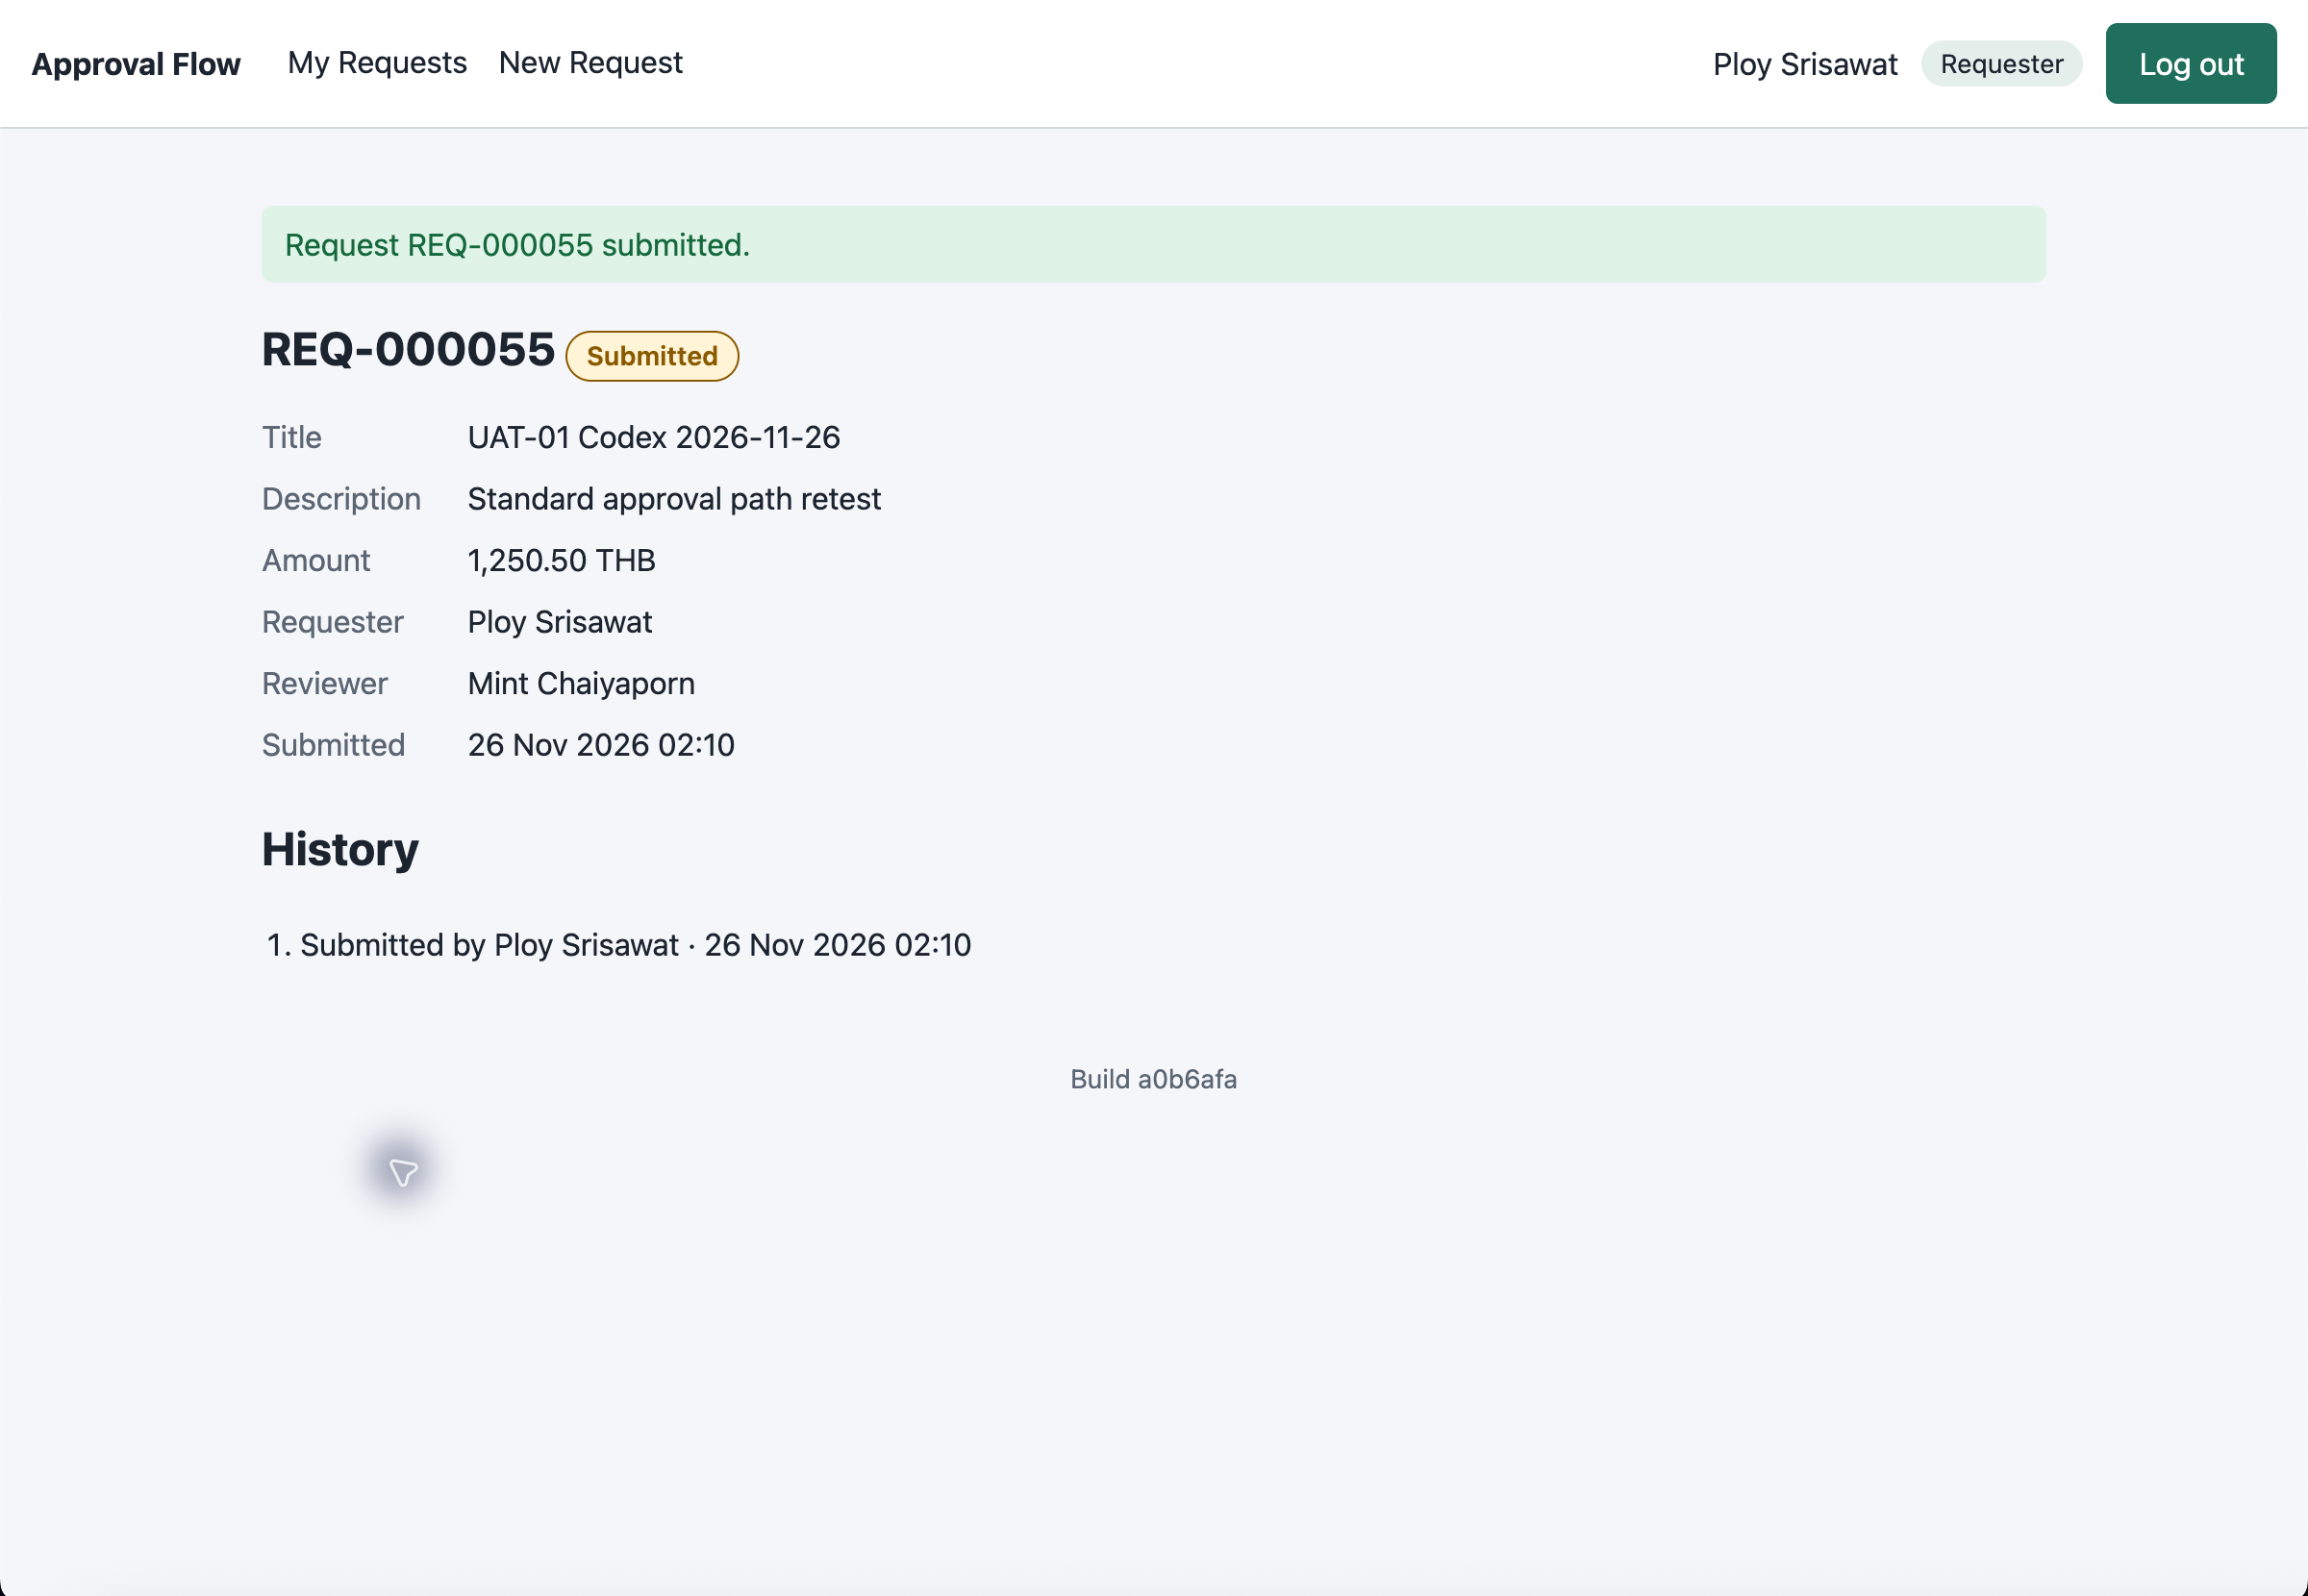 Approval Flow My Requests New Request Ploy Srisawat Requester Log out
Request REQ-000055 submitted.
REQ-000055 Submitted
Title UAT-01 Codex 2026-11-26
Description Standard approval path retest
Amount 1,250.50 THB
Requester Ploy Srisawat
Reviewer Mint Chaiyaporn
Submitted 26 Nov 2026 02:10
History
1. Submitted by Ploy Srisawat · 26 Nov 2026 02:10
Build a0b6afa